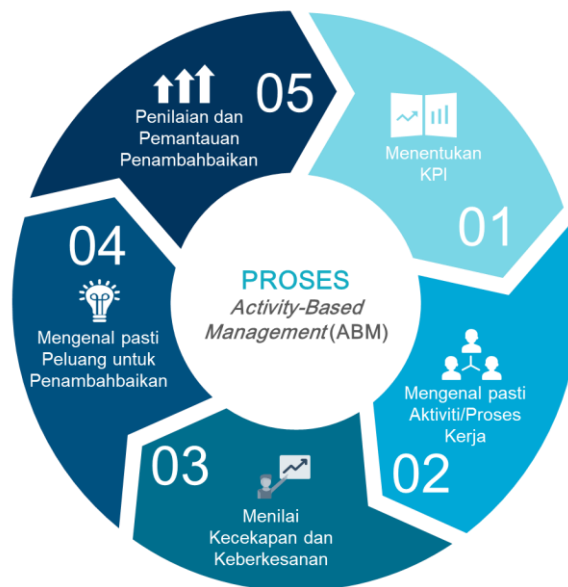 PROSES
Activity-Based
Management (ABM)
Menentukan
KPI
01
Mengenal pasti
Aktiviti/Proses
Kerja
02
03
Menilai
Kecekapan dan
Keberkesanan
04
Mengenal pasti
Peluang untuk
Penambahbaikan
05
Penilaian dan
Pemantauan
Penambahbaikan